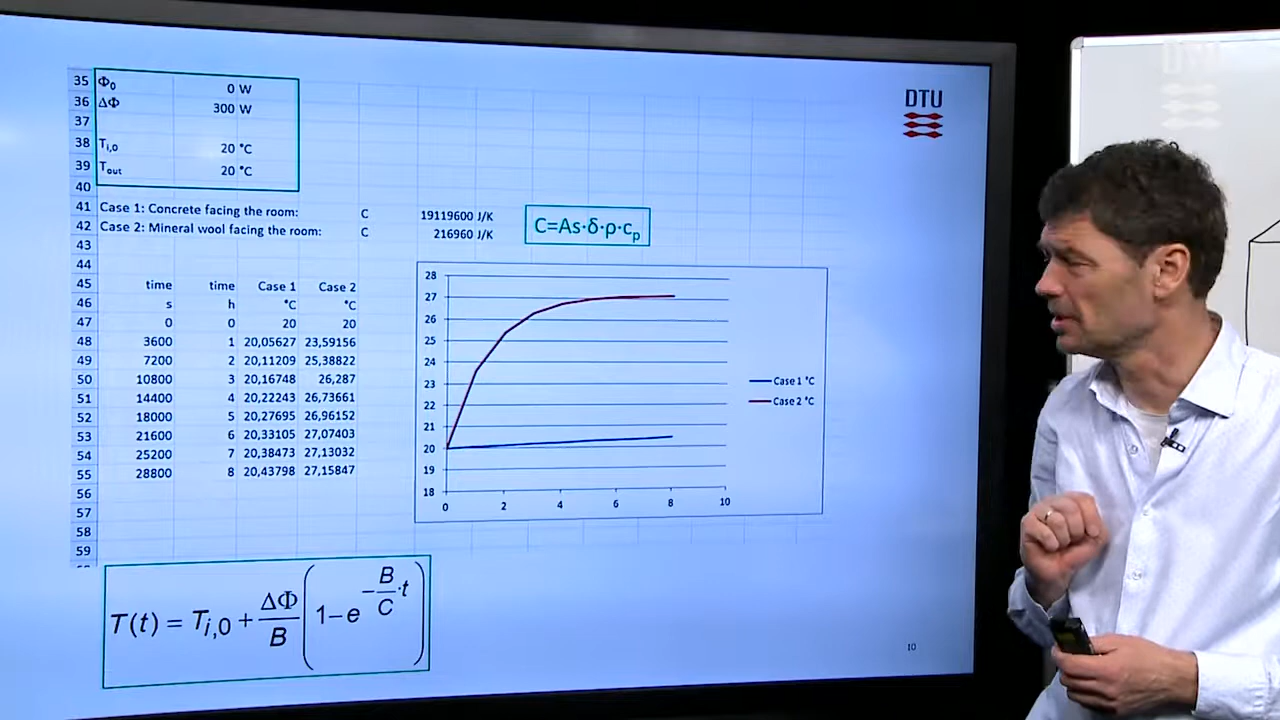 DTU
35 Φ0 0 W
36 ΔΦ 300 W
37
38 Ti,0 20 °C
39 Tout 20 °C
40
41 Case 1: Concrete facing the room: C 19119600 J/K
42 Case 2: Mineral wool facing the room: C 216960 J/K
C=As·δ·ρ·cp
43
44
45 time time Case 1 Case 2
46 s h °C °C
47 0 0 20 20
48 3600 1 20,05627 23,59156
49 7200 2 20,11209 25,38822
50 10800 3 20,16748 26,287
51 14400 4 20,22243 26,73661
52 18000 5 20,27695 26,96152
53 21600 6 20,33105 27,07403
54 25200 7 20,38473 27,13032
55 28800 8 20,43798 27,15847
56
57
58
59
28
27
26
25
24
23
22
21
20
19
18
0 2 4 6 8 10
Case 1 °C
Case 2 °C
T(t) = Ti,0 + ΔΦ/B (1−e^(−B/C·t))
10
DTU